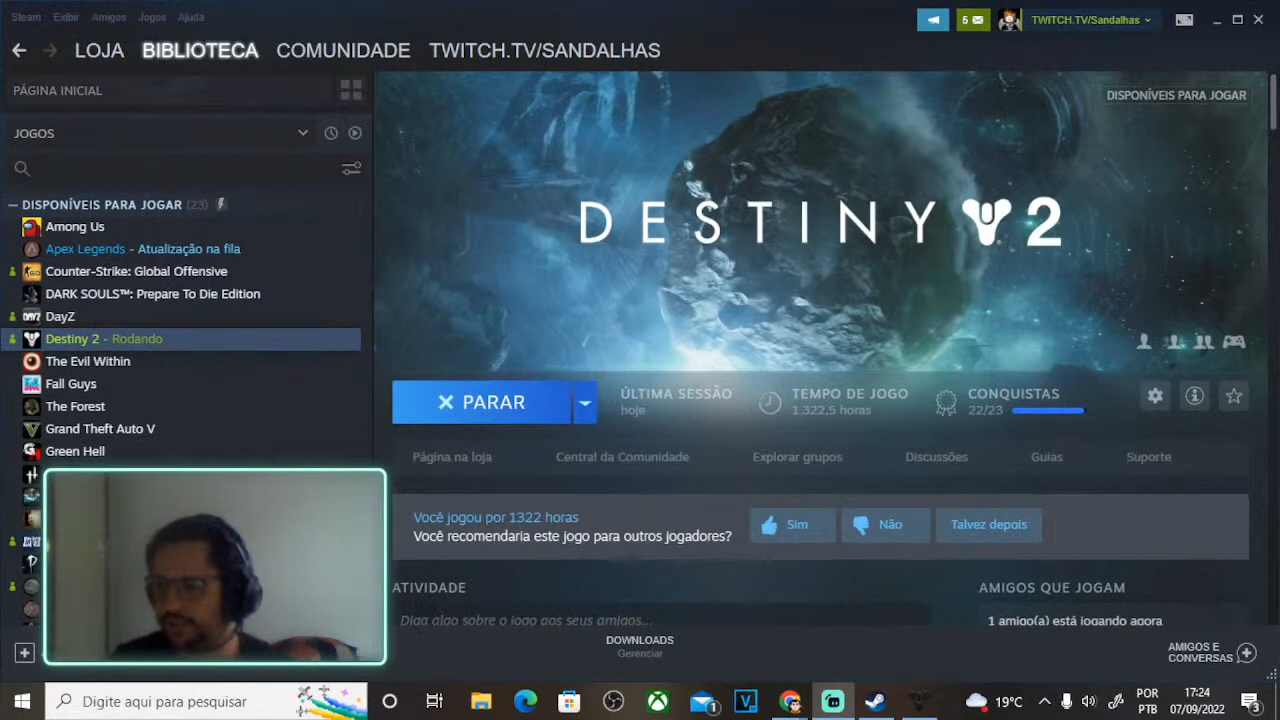 Steam Exibir Amigos Jogos Ajuda
5 TWITCH.TV/Sandalhas
LOJA BIBLIOTECA COMUNIDADE TWITCH.TV/SANDALHAS
PÁGINA INICIAL
DISPONÍVEIS PARA JOGAR
JOGOS
DESTINY 2
DISPONÍVEIS PARA JOGAR (23)
Among Us
Apex Legends - Atualização na fila
Counter-Strike: Global Offensive
DARK SOULS™: Prepare To Die Edition
DayZ
Destiny 2 - Rodando
The Evil Within
Fall Guys
The Forest
Grand Theft Auto V
Green Hell
PARAR
ÚLTIMA SESSÃO
hoje
TEMPO DE JOGO
1.322,5 horas
CONQUISTAS
22/23
Página na loja Central da Comunidade Explorar grupos Discussões Guias Suporte
Você jogou por 1322 horas
Você recomendaria este jogo para outros jogadores?
Sim Não Talvez depois
ATIVIDADE
Diga algo sobre o jogo aos seus amigos...
AMIGOS QUE JOGAM
1 amigo(a) está jogando agora
DOWNLOADS
Gerenciar
AMIGOS E
CONVERSAS
Digite aqui para pesquisar
1
19°C
POR
PTB
17:24
07/09/2022
3